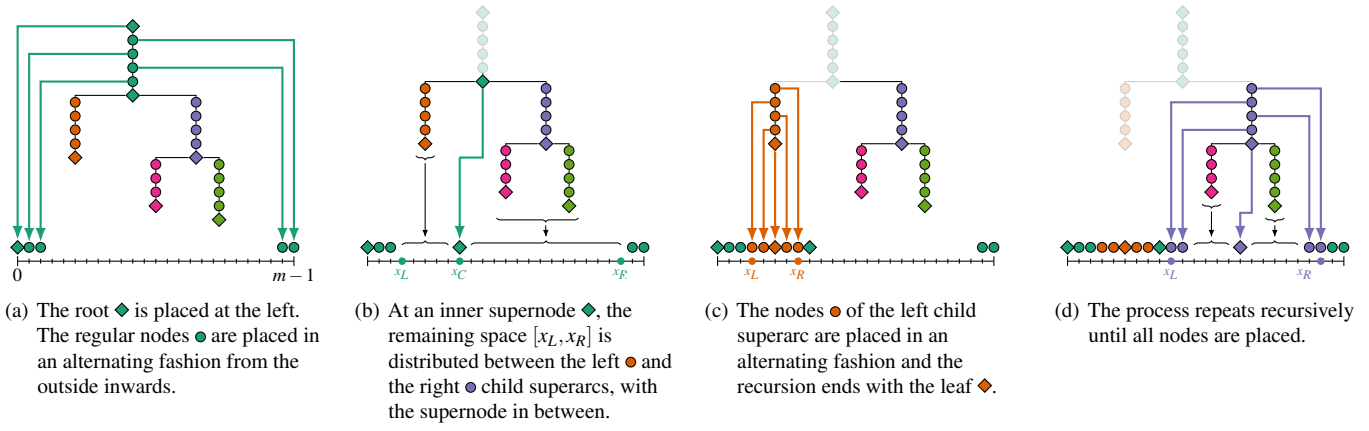 0
m − 1
x_L
x_C
x_R
x_L
x_R
x_L
x_R
(a) The root is placed at the left.
The regular nodes are placed in
an alternating fashion from the
outside inwards.
(b) At an inner supernode , the
remaining space [x_L, x_R] is
distributed between the left and
the right child superarcs, with
the supernode in between.
(c) The nodes of the left child
superarc are placed in an
alternating fashion and the
recursion ends with the leaf .
(d) The process repeats recursively
until all nodes are placed.